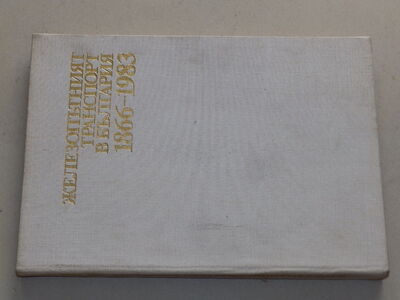 ЖЕЛЕЗОПЪТНИЯТ
ТРАНСПОРТ
В БЪЛГАРИЯ
1866-1983